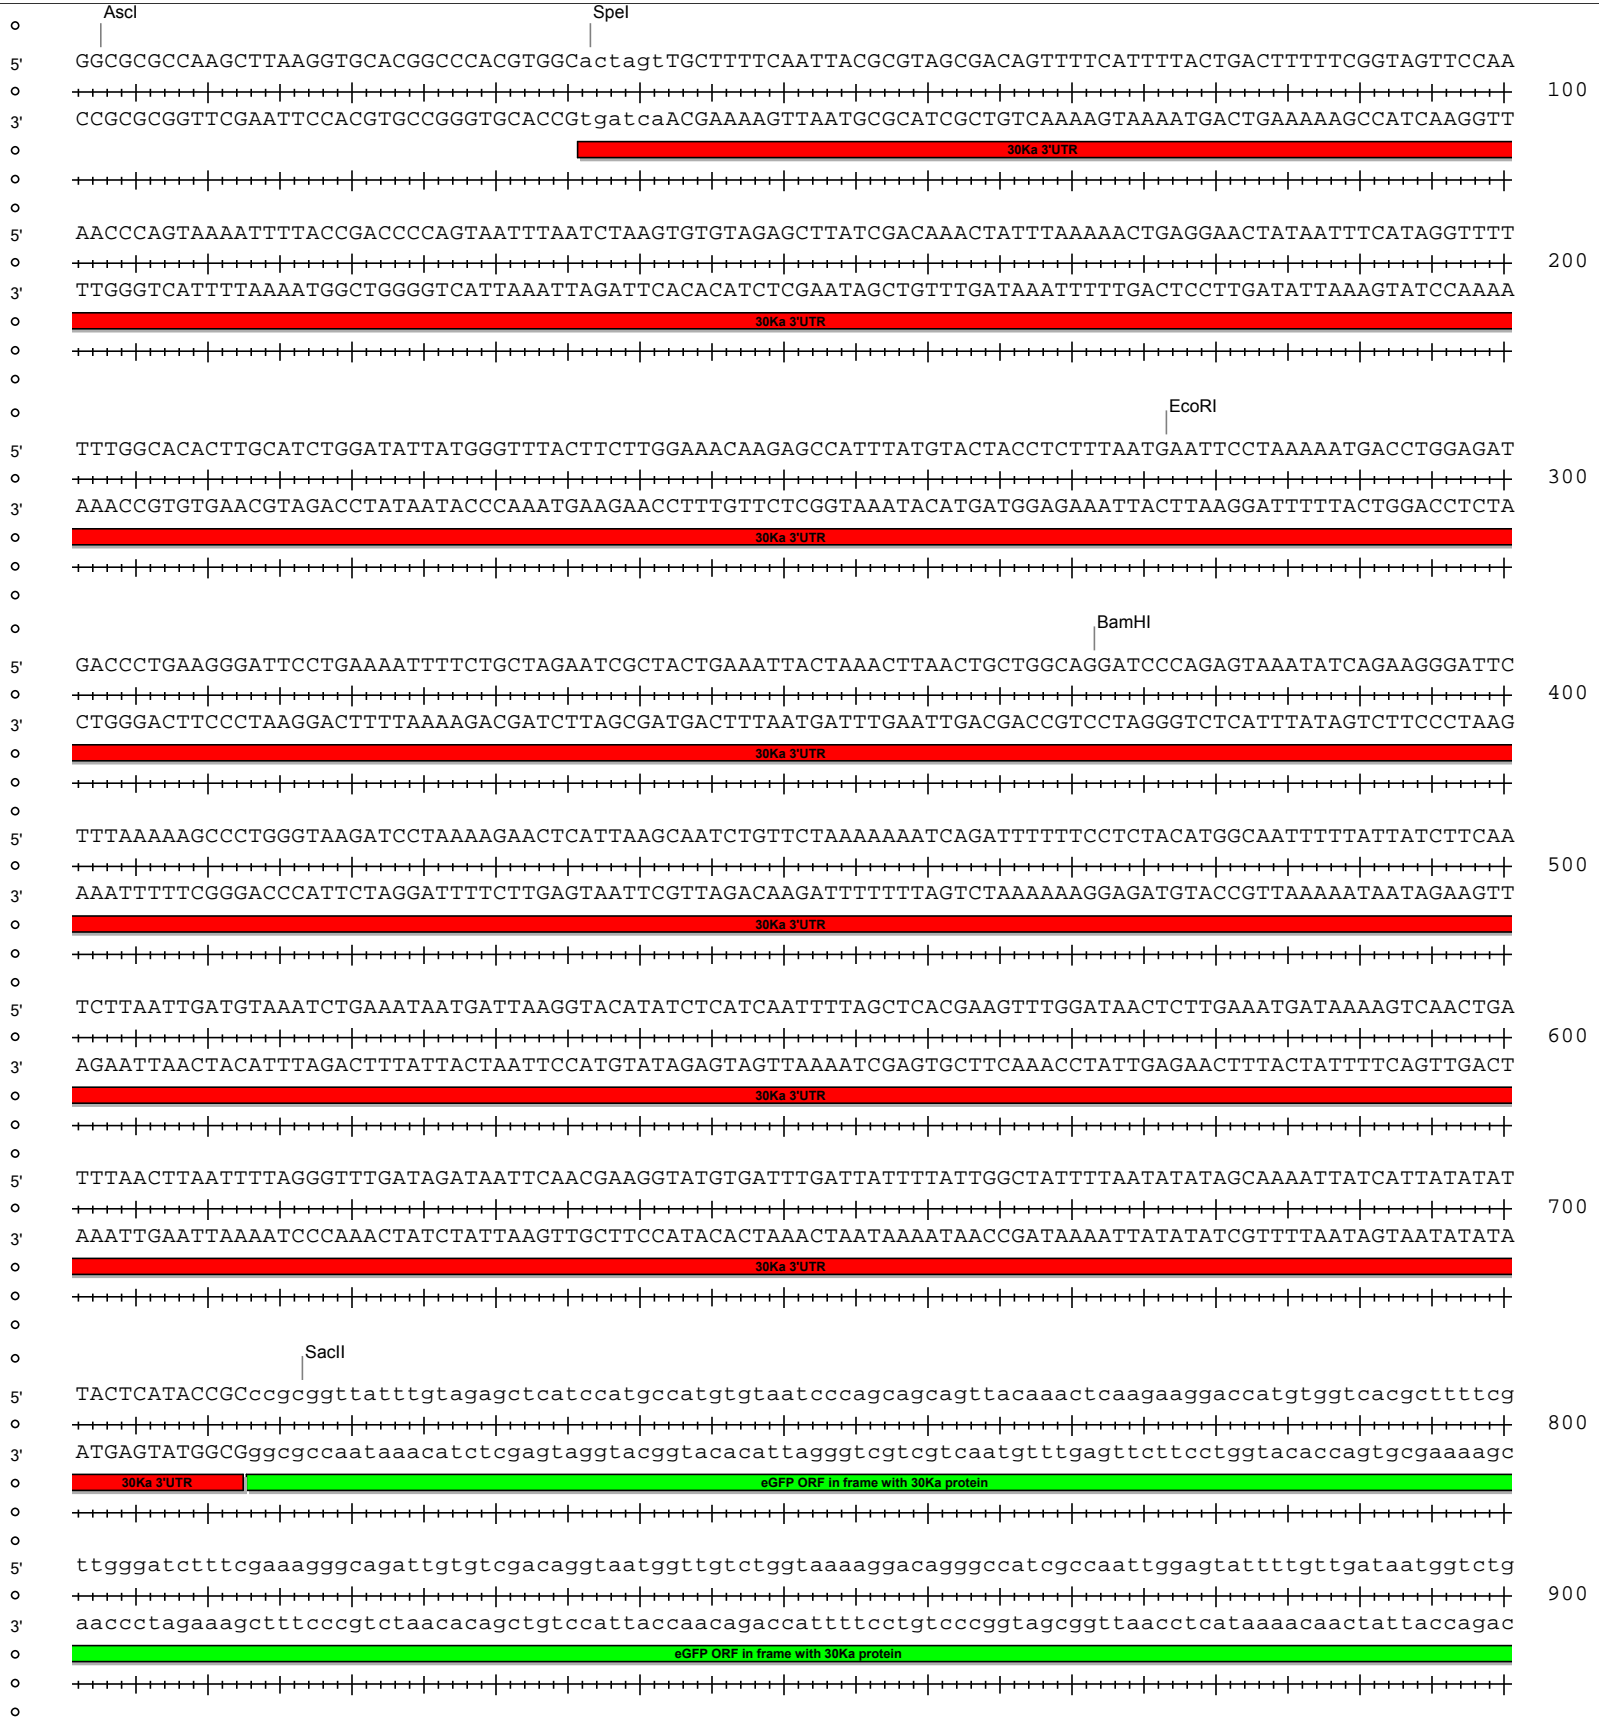 AscI SpeI
5' GGCGCGCCAAGCTTAAGGTGCACGGCCCACGTGGCactagtTGCTTTTCAATTACGCGTAGCGACAGTTTTCATTTTACTGACTTTTTCGGTAGTTCCAA
100
3' CCGCGCGGTTCGAATTCCACGTGCCGGGTGCACCGtgatcaACGAAAAGTTAATGCGCATCGCTGTCAAAAGTAAAATGACTGAAAAAGCCATCAAGGTT
30Ka 3'UTR
5' AACCCAGTAAAATTTTACCGACCCCAGTAATTTAATCTAAGTGTGTAGAGCTTATCGACAAACTATTTAAAAACTGAGGAACTATAATTTCATAGGTTTT
200
3' TTGGGTCATTTTAAAATGGCTGGGGTCATTAAATTAGATTCACACATCTCGAATAGCTGTTTGATAAATTTTTGACTCCTTGATATTAAAGTATCCAAAA
30Ka 3'UTR
EcoRI
5' TTTGGCACACTTGCATCTGGATATTATGGGTTTACTTCTTGGAAACAAGAGCCATTTATGTACTACCTCTTTAATGAATTCCTAAAAATGACCTGGAGAT
300
3' AAACCGTGTGAACGTAGACCTATAATACCCAAATGAAGAACCTTTGTTCTCGGTAAATACATGATGGAGAAATTACTTAAGGATTTTTACTGGACCTCTA
30Ka 3'UTR
BamHI
5' GACCCTGAAGGGATTCCTGAAAATTTTCTGCTAGAATCGCTACTGAAATTACTAAACTTAACTGCTGGCAGGATCCCAGAGTAAATATCAGAAGGGATTC
400
3' CTGGGACTTCCCTAAGGACTTTTAAAAGACGATCTTAGCGATGACTTTAATGATTTGAATTGACGACCGTCCTAGGGTCTCATTTATAGTCTTCCCTAAG
30Ka 3'UTR
5' TTTAAAAAGCCCTGGGTAAGATCCTAAAAGAACTCATTAAGCAATCTGTTCTAAAAAAATCAGATTTTTTCCTCTACATGGCAATTTTTATTATCTTCAA
500
3' AAATTTTTCGGGACCCATTCTAGGATTTTCTTGAGTAATTCGTTAGACAAGATTTTTTTAGTCTAAAAAAGGAGATGTACCGTTAAAAATAATAGAAGTT
30Ka 3'UTR
5' TCTTAATTGATGTAAATCTGAAATAATGATTAAGGTACATATCTCATCAATTTTAGCTCACGAAGTTTGGATAACTCTTGAAATGATAAAAGTCAACTGA
600
3' AGAATTAACTACATTTAGACTTTATTACTAATTCCATGTATAGAGTAGTTAAAATCGAGTGCTTCAAACCTATTGAGAACTTTACTATTTTCAGTTGACT
30Ka 3'UTR
5' TTTAACTTAATTTTAGGGTTTGATAGATAATTCAACGAAGGTATGTGATTTGATTATTTTATTGGCTATTTTAATATATAGCAAAATTATCATTATATAT
700
3' AAATTGAATTAAAATCCCAAACTATCTATTAAGTTGCTTCCATACACTAAACTAATAAAATAACCGATAAAATTATATATCGTTTTAATAGTAATATATA
30Ka 3'UTR
SacII
5' TACTCATACCGCccgcggttatttgtagagctcatccatgccatgtgtaatcccagcagcagttacaaactcaagaaggaccatgtggtcacgcttttcg
800
3' ATGAGTATGGCGggcgccaataaacatctcgagtaggtacggtacacattagggtcgtcgtcaatgtttgagttcttcctggtacaccagtgcgaaaagc
30Ka 3'UTR eGFP ORF in frame with 30Ka protein
5' ttgggatctttcgaaagggcagattgtgtcgacaggtaatggttgtctggtaaaaggacagggccatcgccaattggagtattttgttgataatggtctg
900
3' aaccctagaaagctttcccgtctaacacagctgtccattaccaacagaccattttcctgtcccggtagcggttaacctcataaaacaactattaccagac
eGFP ORF in frame with 30Ka protein